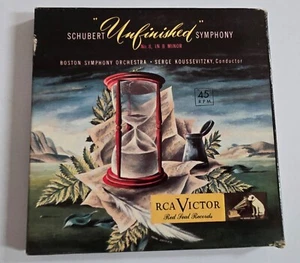 SCHUBERT "Unfinished" SYMPHONY
No. 8, IN B MINOR
BOSTON SYMPHONY ORCHESTRA • SERGE KOUSSEVITZKY, Conductor
45
R.P.M.
RCA VICTOR
Red Seal Records